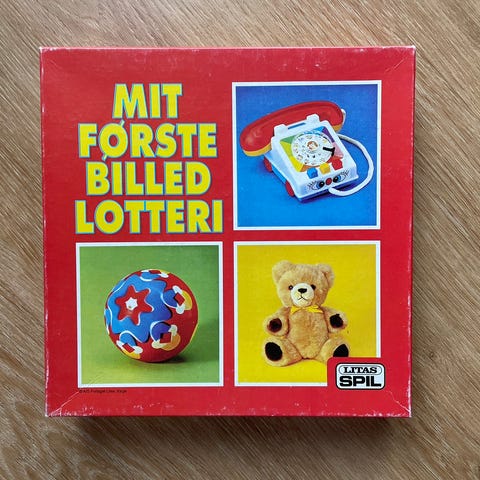 MIT
FØRSTE
BILLED
LOTTERI
LITAS
SPIL